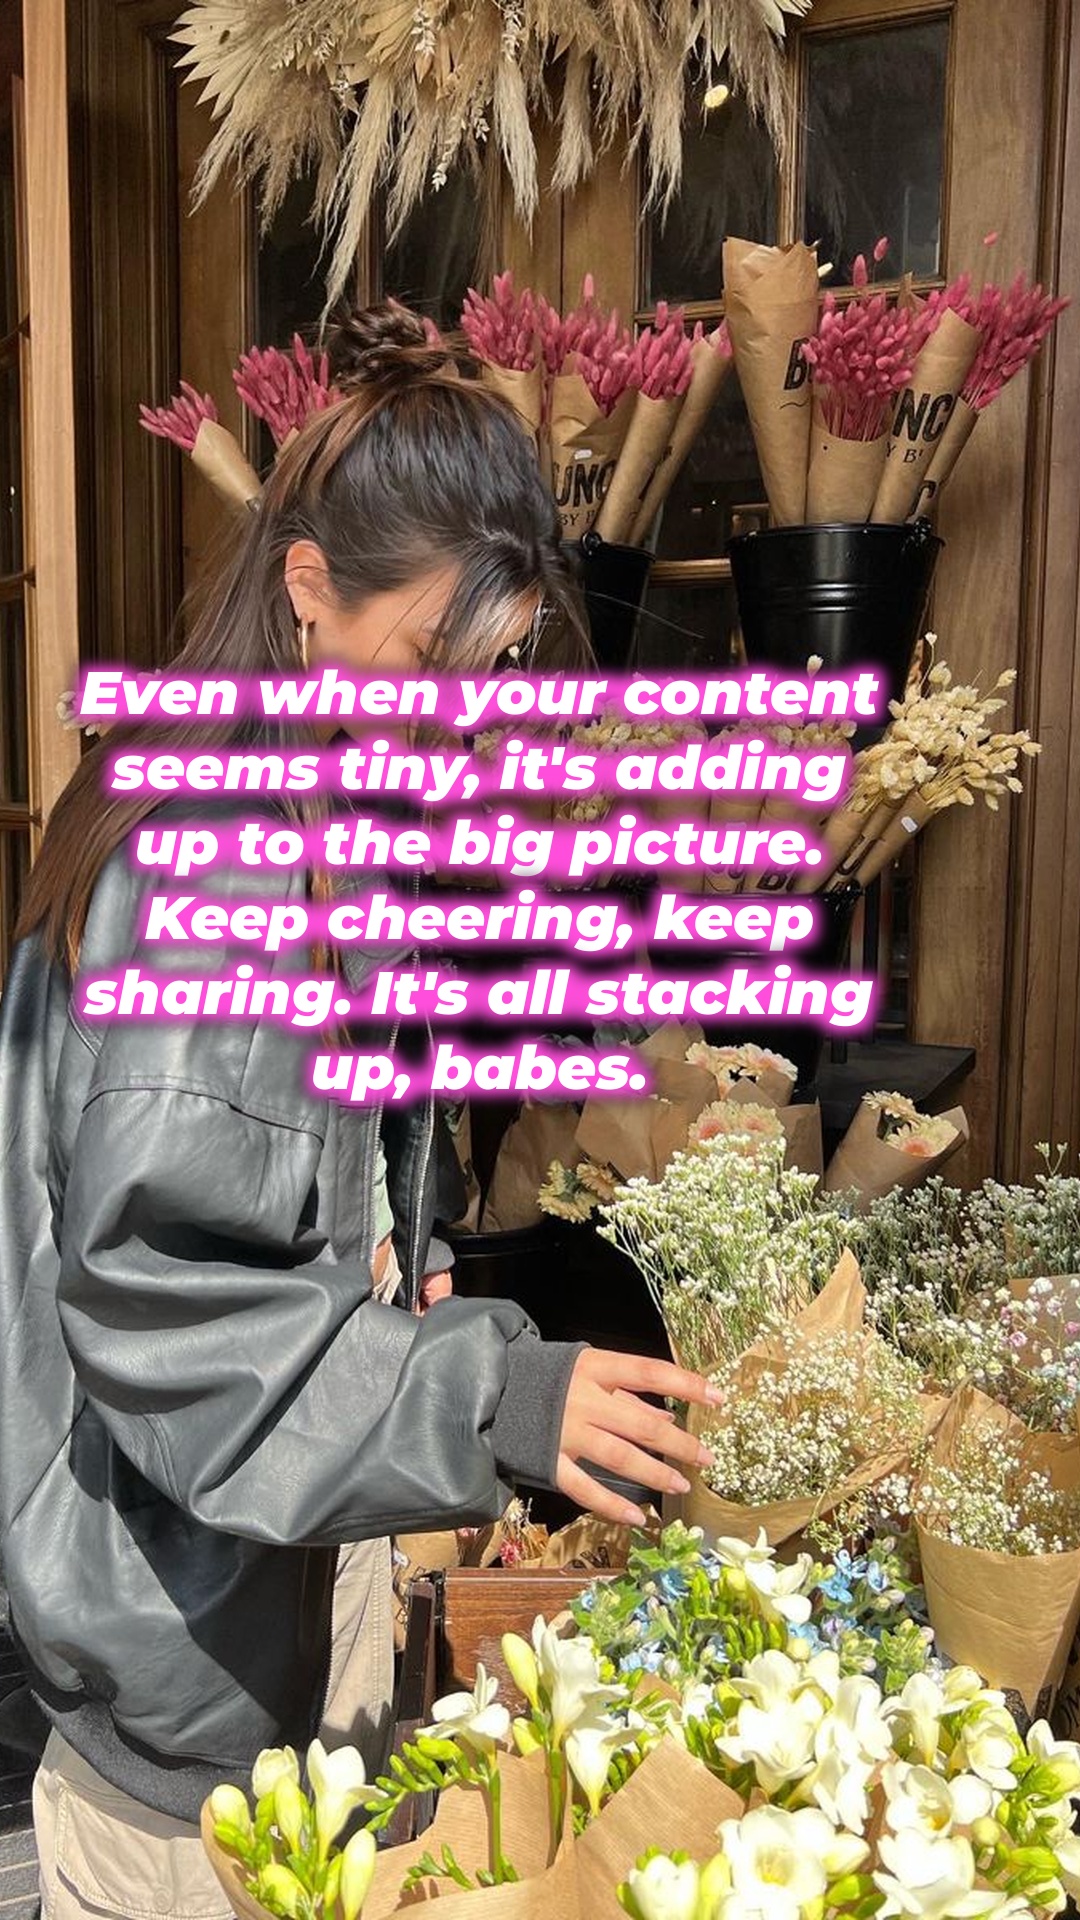 Even when your content
seems tiny, it's adding
up to the big picture.
Keep cheering, keep
sharing. It's all stacking
up, babes.